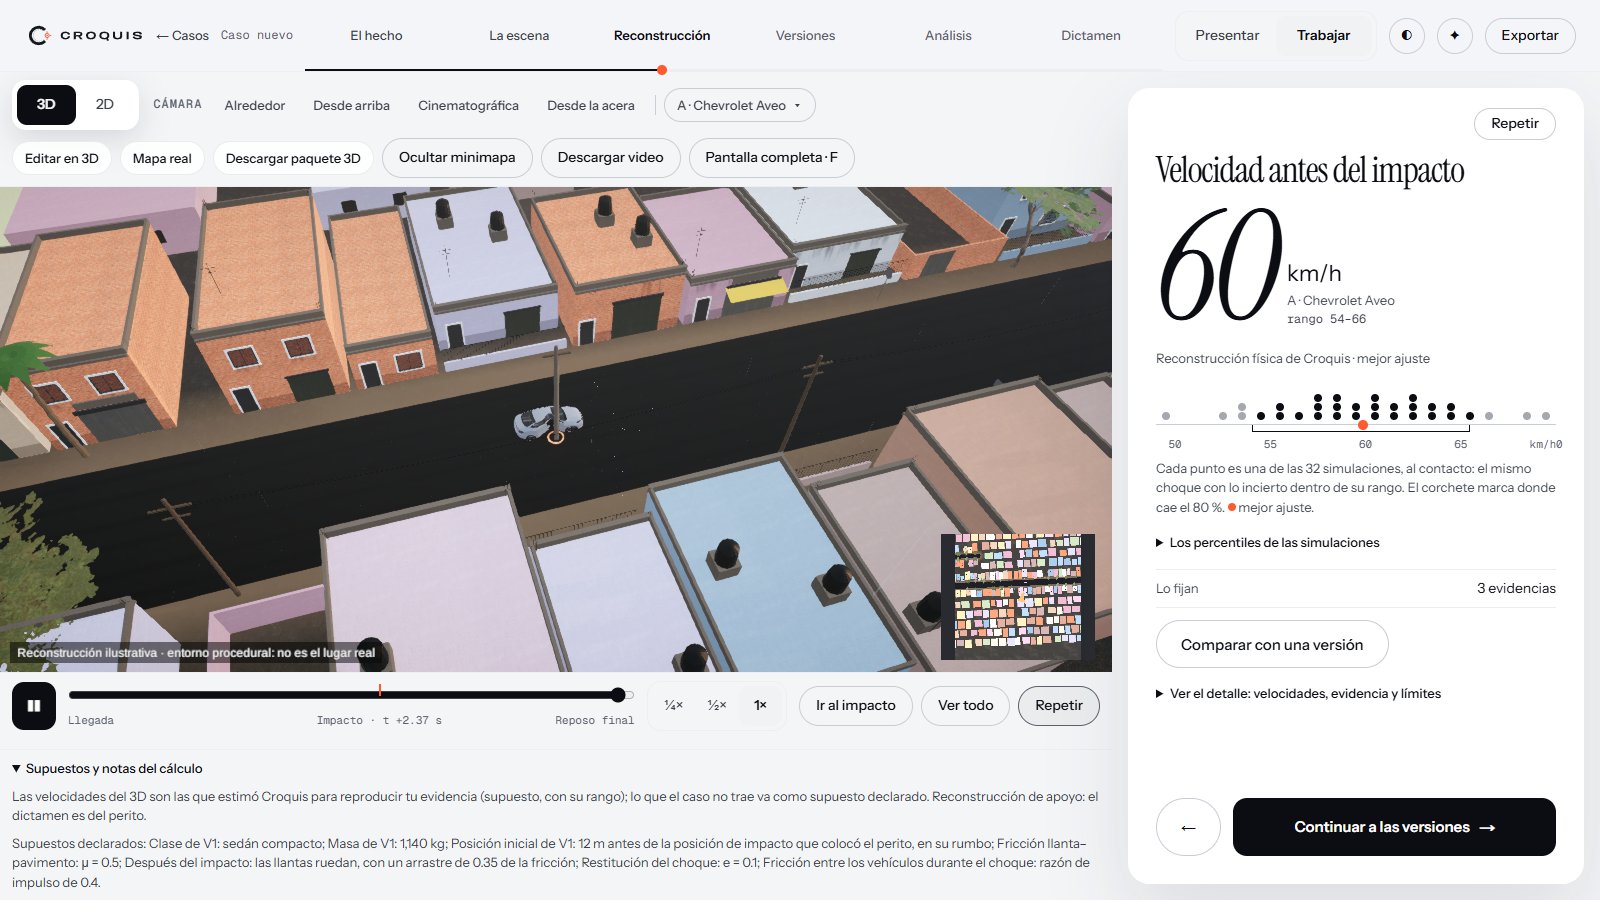 CROQUIS ← Casos Caso nuevo El hecho La escena Reconstrucción Versiones Análisis Dictamen Presentar Trabajar Exportar
3D 2D CÁMARA Alrededor Desde arriba Cinematográfica Desde la acera A · Chevrolet Aveo
Editar en 3D Mapa real Descargar paquete 3D Ocultar minimapa Descargar video Pantalla completa · F
Reconstrucción ilustrativa · entorno procedural: no es el lugar real
Llegada Impacto · t +2.37 s Reposo final
¼× ½× 1× Ir al impacto Ver todo Repetir
Supuestos y notas del cálculo
Las velocidades del 3D son las que estimó Croquis para reproducir tu evidencia (supuesto, con su rango); lo que el caso no trae va como supuesto declarado. Reconstrucción de apoyo: el
dictamen es del perito.
Supuestos declarados: Clase de V1: sedán compacto; Masa de V1: 1,140 kg; Posición inicial de V1: 12 m antes de la posición de impacto que colocó el perito, en su rumbo; Fricción llanta–
pavimento: μ = 0.5; Después del impacto: las llantas ruedan, con un arrastre de 0.35 de la fricción; Restitución del choque: e = 0.1; Fricción entre los vehículos durante el choque: razón de
impulso de 0.4.
Repetir
Velocidad antes del impacto
60 km/h
A · Chevrolet Aveo
rango 54–66
Reconstrucción física de Croquis · mejor ajuste
50 55 60 65 km/h0
Cada punto es una de las 32 simulaciones, al contacto: el mismo
choque con lo incierto dentro de su rango. El corchete marca donde
cae el 80 %. mejor ajuste.
Los percentiles de las simulaciones
Lo fijan 3 evidencias
Comparar con una versión
Ver el detalle: velocidades, evidencia y límites
← Continuar a las versiones →